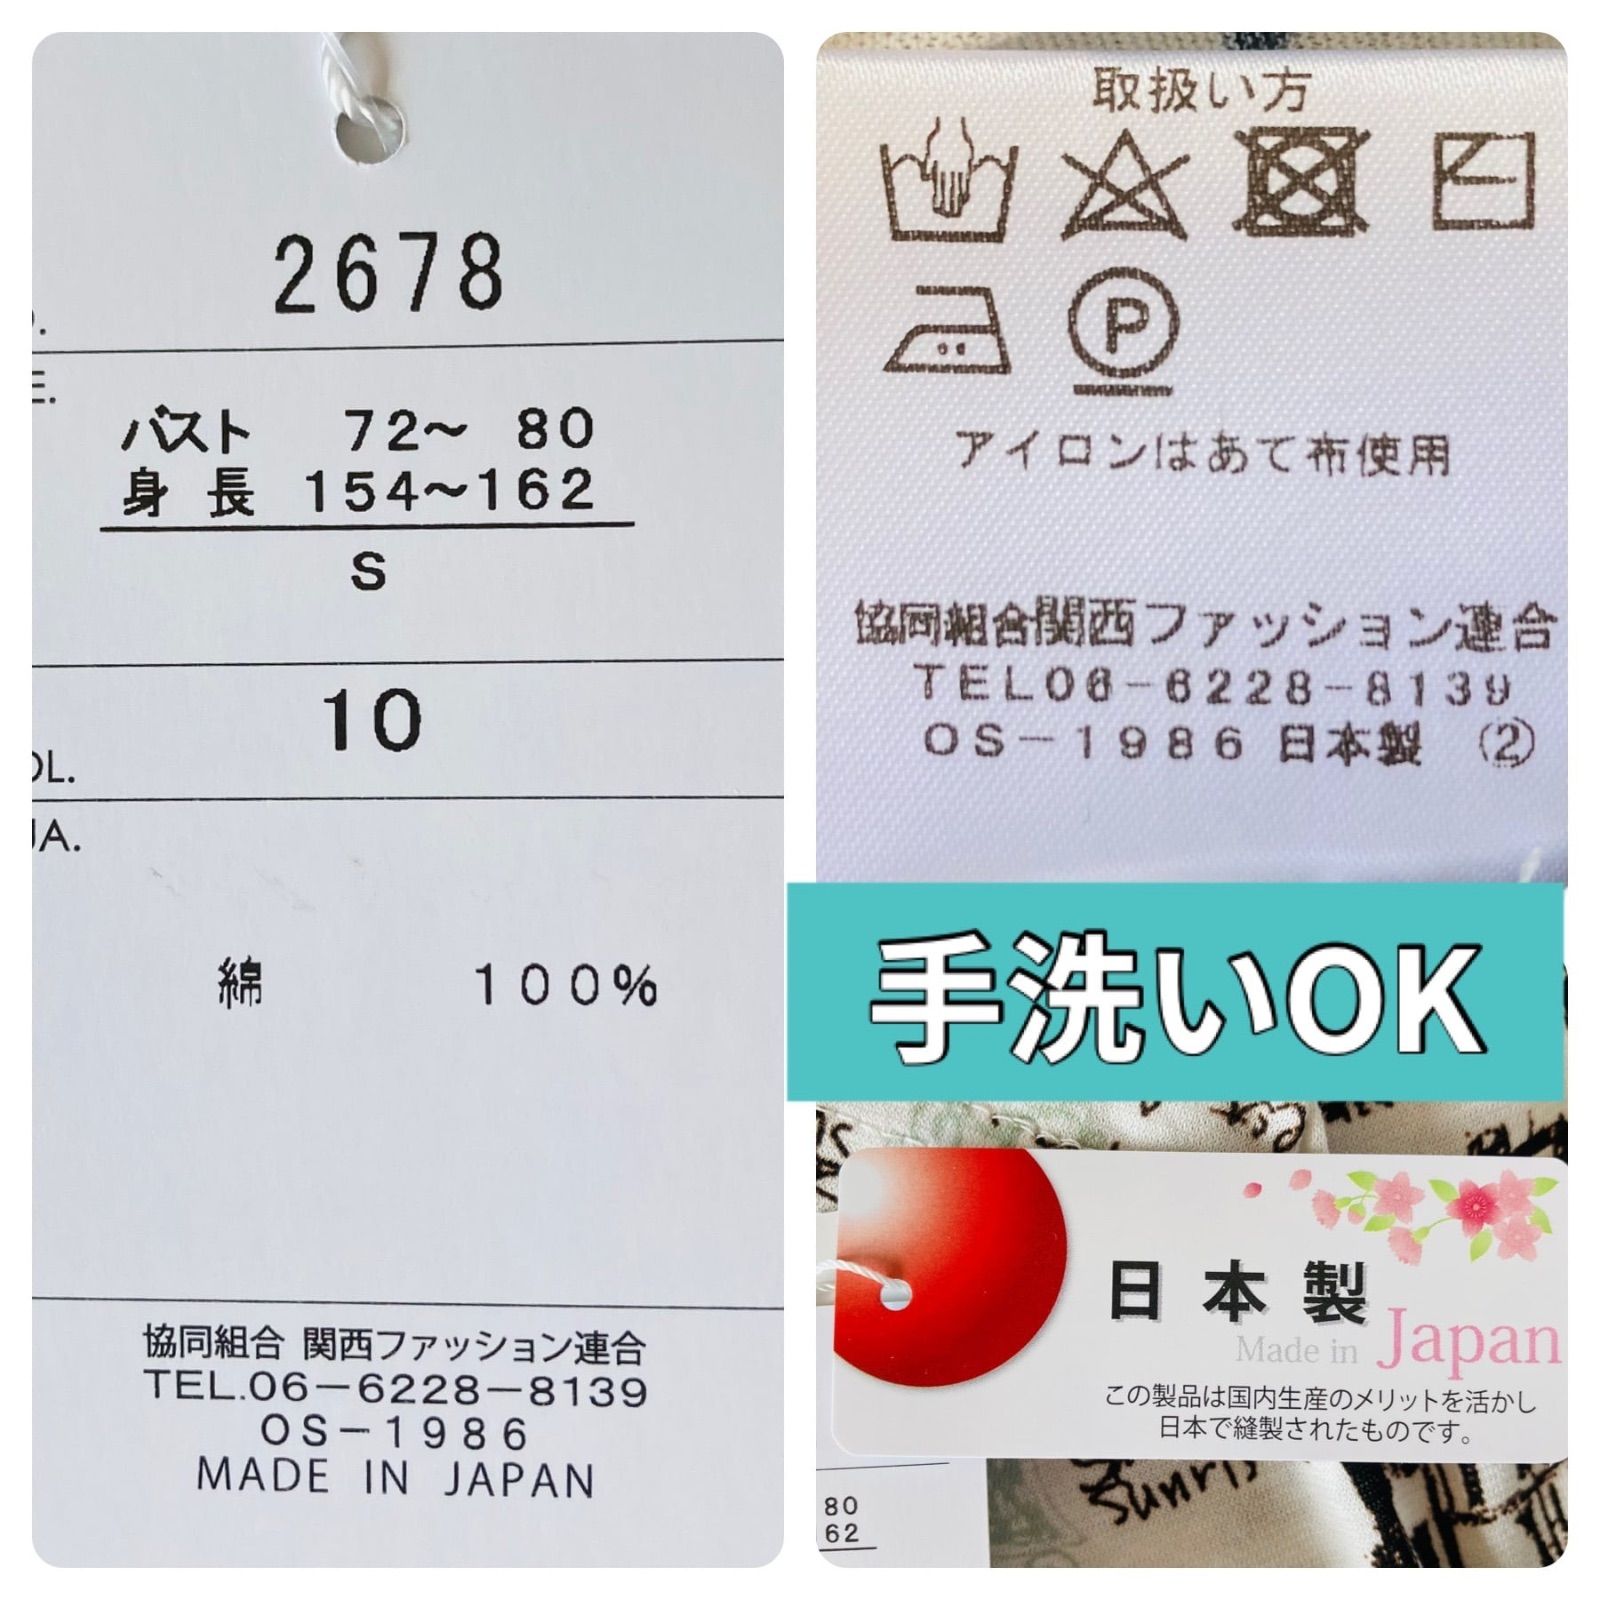 2678
バスト 72～ 80
身 長 154～162
S
10
綿 100%
協同組合 関西ファッション連合
TEL.06－6228－8139
OS－1986
MADE IN JAPAN
取扱い方
P
アイロンはあて布使用
協同組合関西ファッション連合
TEL06－6228－8139
OS－1986 日本製 (2)
手洗いOK
日本製
Made in Japan
この製品は国内生産のメリットを活かし
日本で縫製されたものです。
80
62
Sunris